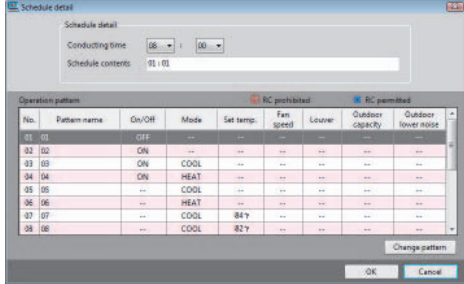 Schedule detail
Schedule detail
Conducting time 08 : 00
Schedule contents 01 : 01
Operation pattern RC prohibited RC permitted
No. Pattern name On/Off Mode Set temp. Fan speed Louver Outdoor capacity Outdoor lower noise
01 01 OFF -- -- -- -- -- --
02 02 ON -- -- -- -- -- --
03 03 ON COOL -- -- -- -- --
04 04 ON HEAT -- -- -- -- --
05 05 -- COOL -- -- -- -- --
06 06 -- HEAT -- -- -- -- --
07 07 -- COOL 84 -- -- -- --
08 08 -- COOL 82 -- -- -- --
Change pattern
OK Cancel